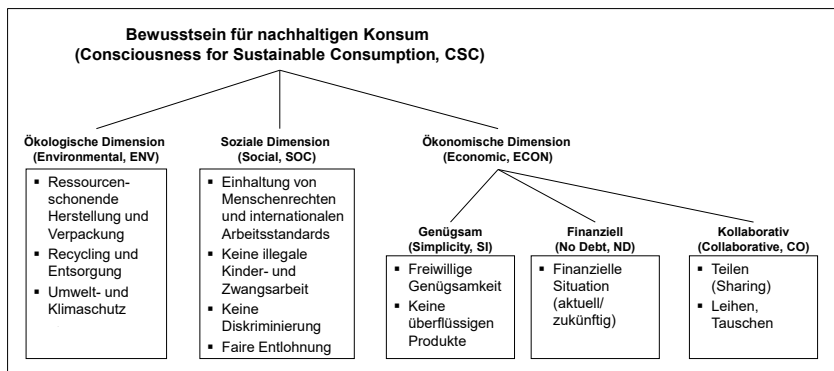 Bewusstsein für nachhaltigen Konsum
(Consciousness for Sustainable Consumption, CSC)
Ökologische Dimension
(Environmental, ENV)
▪ Ressourcen-
schonende
Herstellung und
Verpackung
▪ Recycling und
Entsorgung
▪ Umwelt- und
Klimaschutz
Soziale Dimension
(Social, SOC)
▪ Einhaltung von
Menschenrechten
und internationalen
Arbeitsstandards
▪ Keine illegale
Kinder- und
Zwangsarbeit
▪ Keine
Diskriminierung
▪ Faire Entlohnung
Ökonomische Dimension
(Economic, ECON)
Genügsam
(Simplicity, SI)
▪ Freiwillige
Genügsamkeit
▪ Keine
überflüssigen
Produkte
Finanziell
(No Debt, ND)
▪ Finanzielle
Situation
(aktuell/
zukünftig)
Kollaborativ
(Collaborative, CO)
▪ Teilen
(Sharing)
▪ Leihen,
Tauschen